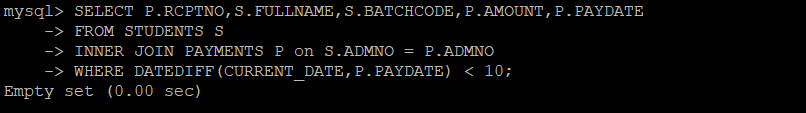 mysql> SELECT P.RCPTNO,S.FULLNAME,S.BATCHCODE,P.AMOUNT,P.PAYDATE
-> FROM STUDENTS S
-> INNER JOIN PAYMENTS P on S.ADMNO = P.ADMNO
-> WHERE DATEDIFF(CURRENT_DATE,P.PAYDATE) < 10;
Empty set (0.00 sec)